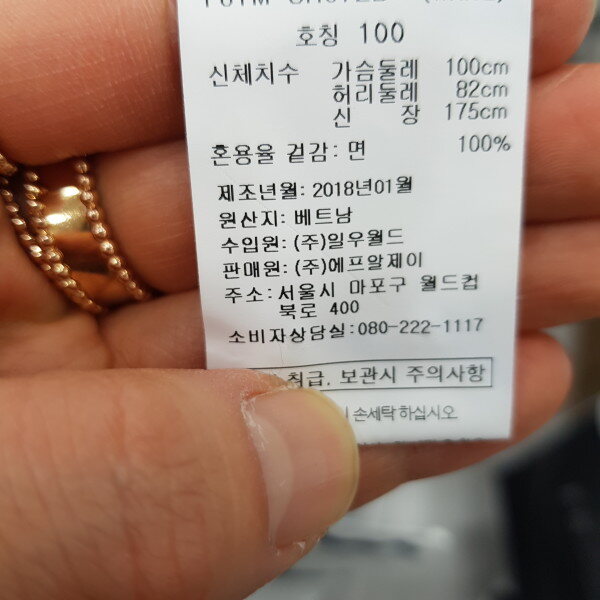 호칭 100
신체치수 가슴둘레 100cm
허리둘레 82cm
신 장 175cm
혼용율 겉감: 면 100%
제조년월: 2018년01월
원산지: 베트남
수입원: (주)일우월드
판매원: (주)에프알제이
주소: 서울시 마포구 월드컵
북로 400
소비자상담실:080-222-1117
취급, 보관시 주의사항
손세탁 하십시오